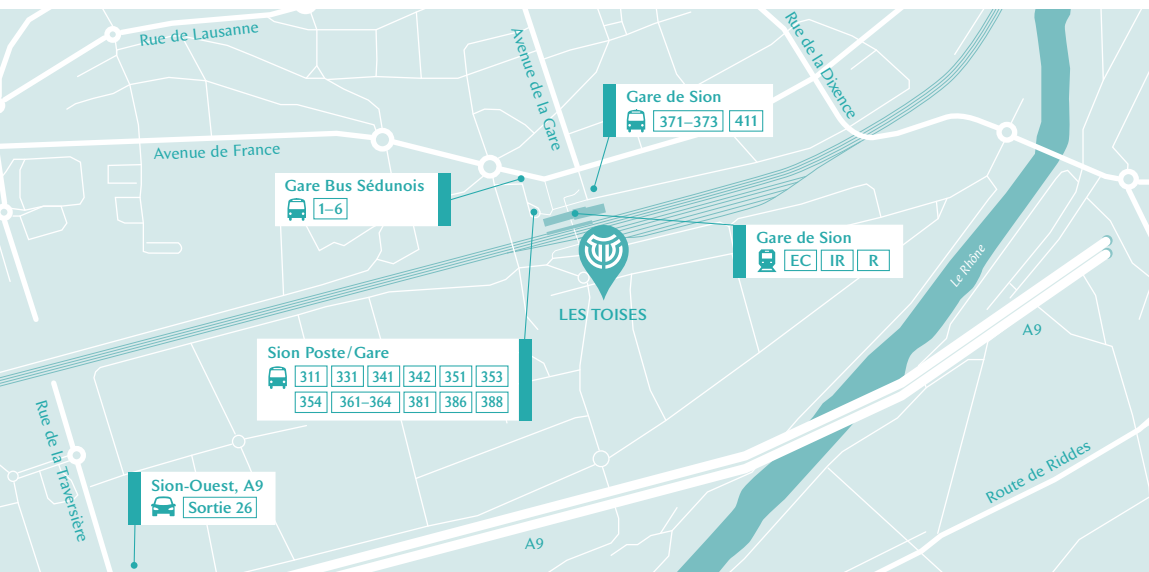 Rue de Lausanne
Avenue de la Gare
Rue de la Dixence
Gare de Sion
371–373 411
Avenue de France
Gare Bus Sédunois
1–6
Gare de Sion
EC IR R
Le Rhône
LES TOISES
A9
Sion Poste/Gare
311 331 341 342 351 353
354 361–364 381 386 388
Rue de la Traversière
Route de Riddes
Sion-Ouest, A9
Sortie 26
A9